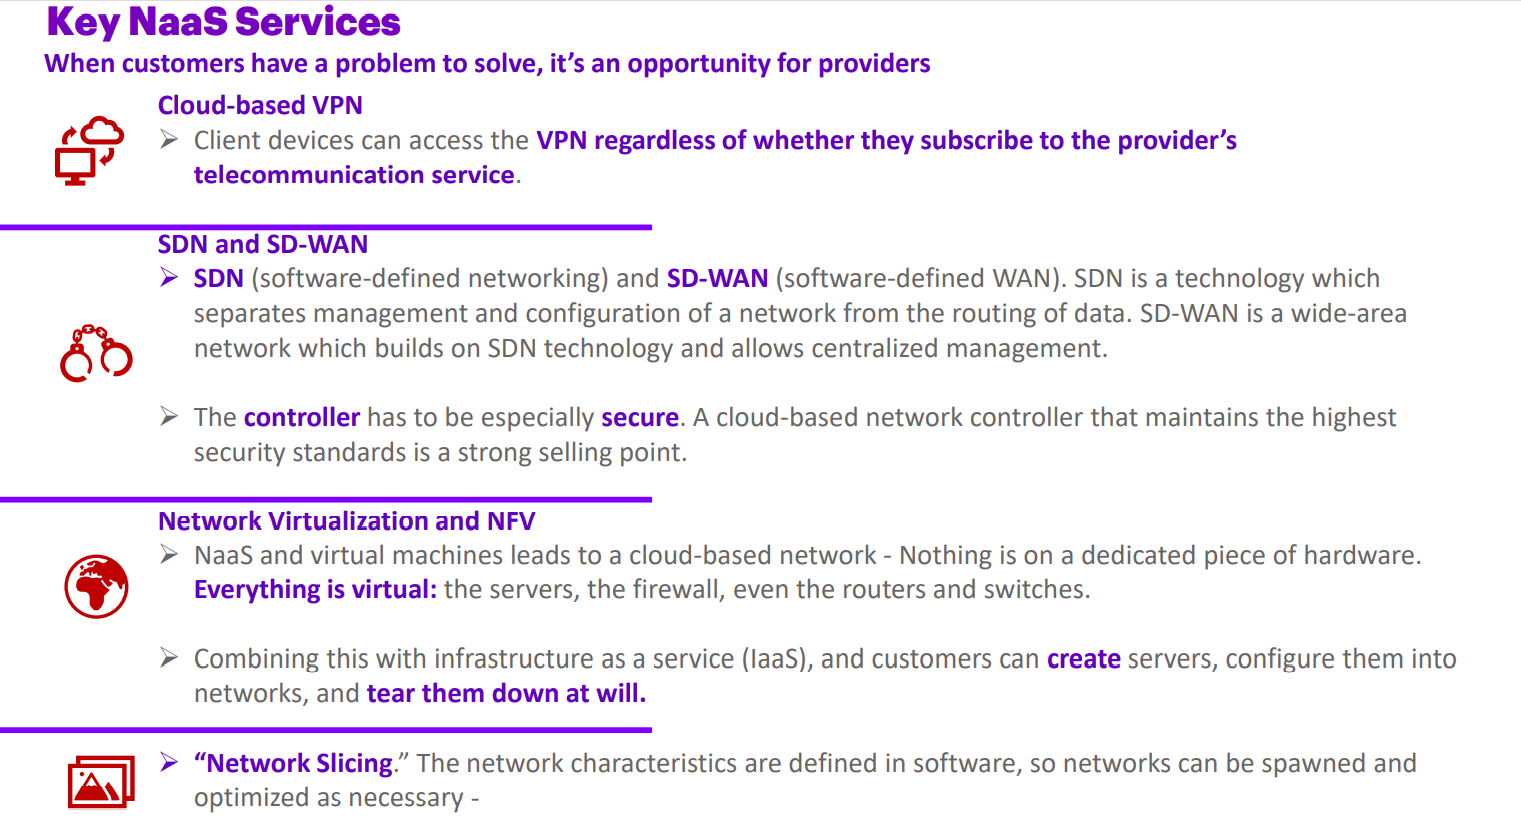 Key NaaS Services
When customers have a problem to solve, it’s an opportunity for providers
Cloud-based VPN
➢ Client devices can access the VPN regardless of whether they subscribe to the provider’s
telecommunication service.
SDN and SD-WAN
➢ SDN (software-defined networking) and SD-WAN (software-defined WAN). SDN is a technology which
separates management and configuration of a network from the routing of data. SD-WAN is a wide-area
network which builds on SDN technology and allows centralized management.
➢ The controller has to be especially secure. A cloud-based network controller that maintains the highest
security standards is a strong selling point.
Network Virtualization and NFV
➢ NaaS and virtual machines leads to a cloud-based network - Nothing is on a dedicated piece of hardware.
Everything is virtual: the servers, the firewall, even the routers and switches.
➢ Combining this with infrastructure as a service (IaaS), and customers can create servers, configure them into
networks, and tear them down at will.
➢ “Network Slicing.” The network characteristics are defined in software, so networks can be spawned and
optimized as necessary -